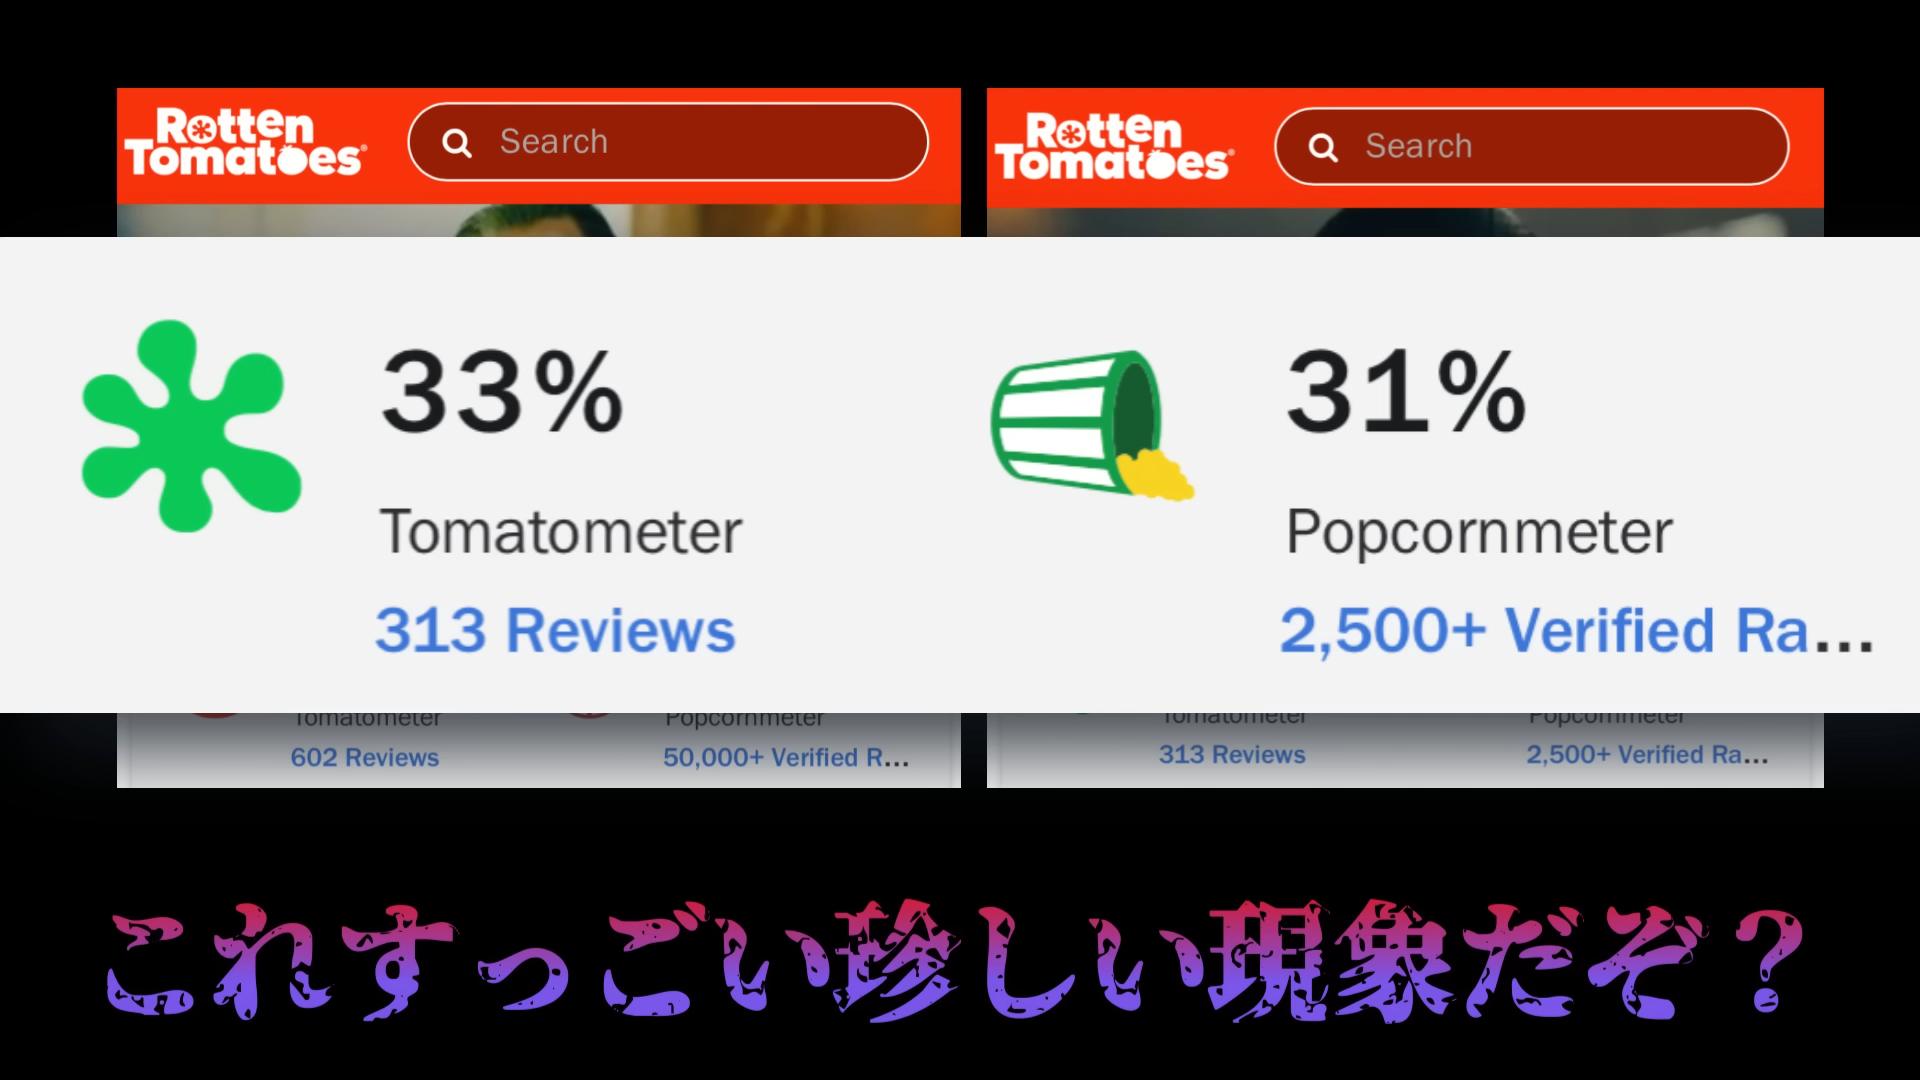 Rotten
Tomatoes
Search
Rotten
Tomatoes
Search
33%
Tomatometer
313 Reviews
31%
Popcornmeter
2,500+ Verified Ra...
Tomatometer
602 Reviews
Popcornmeter
50,000+ Verified R...
Tomatometer
313 Reviews
Popcornmeter
2,500+ Verified Ra...
これすっごい珍しい現象だぞ？